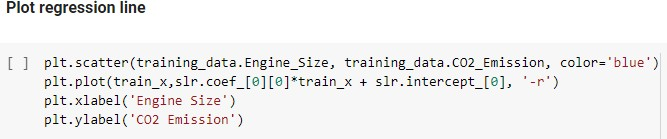 Plot regression line
[ ] plt.scatter(training_data.Engine_Size, training_data.CO2_Emission, color='blue')
plt.plot(train_x,slr.coef_[0][0]*train_x + slr.intercept_[0], '-r')
plt.xlabel('Engine Size')
plt.ylabel('CO2 Emission')